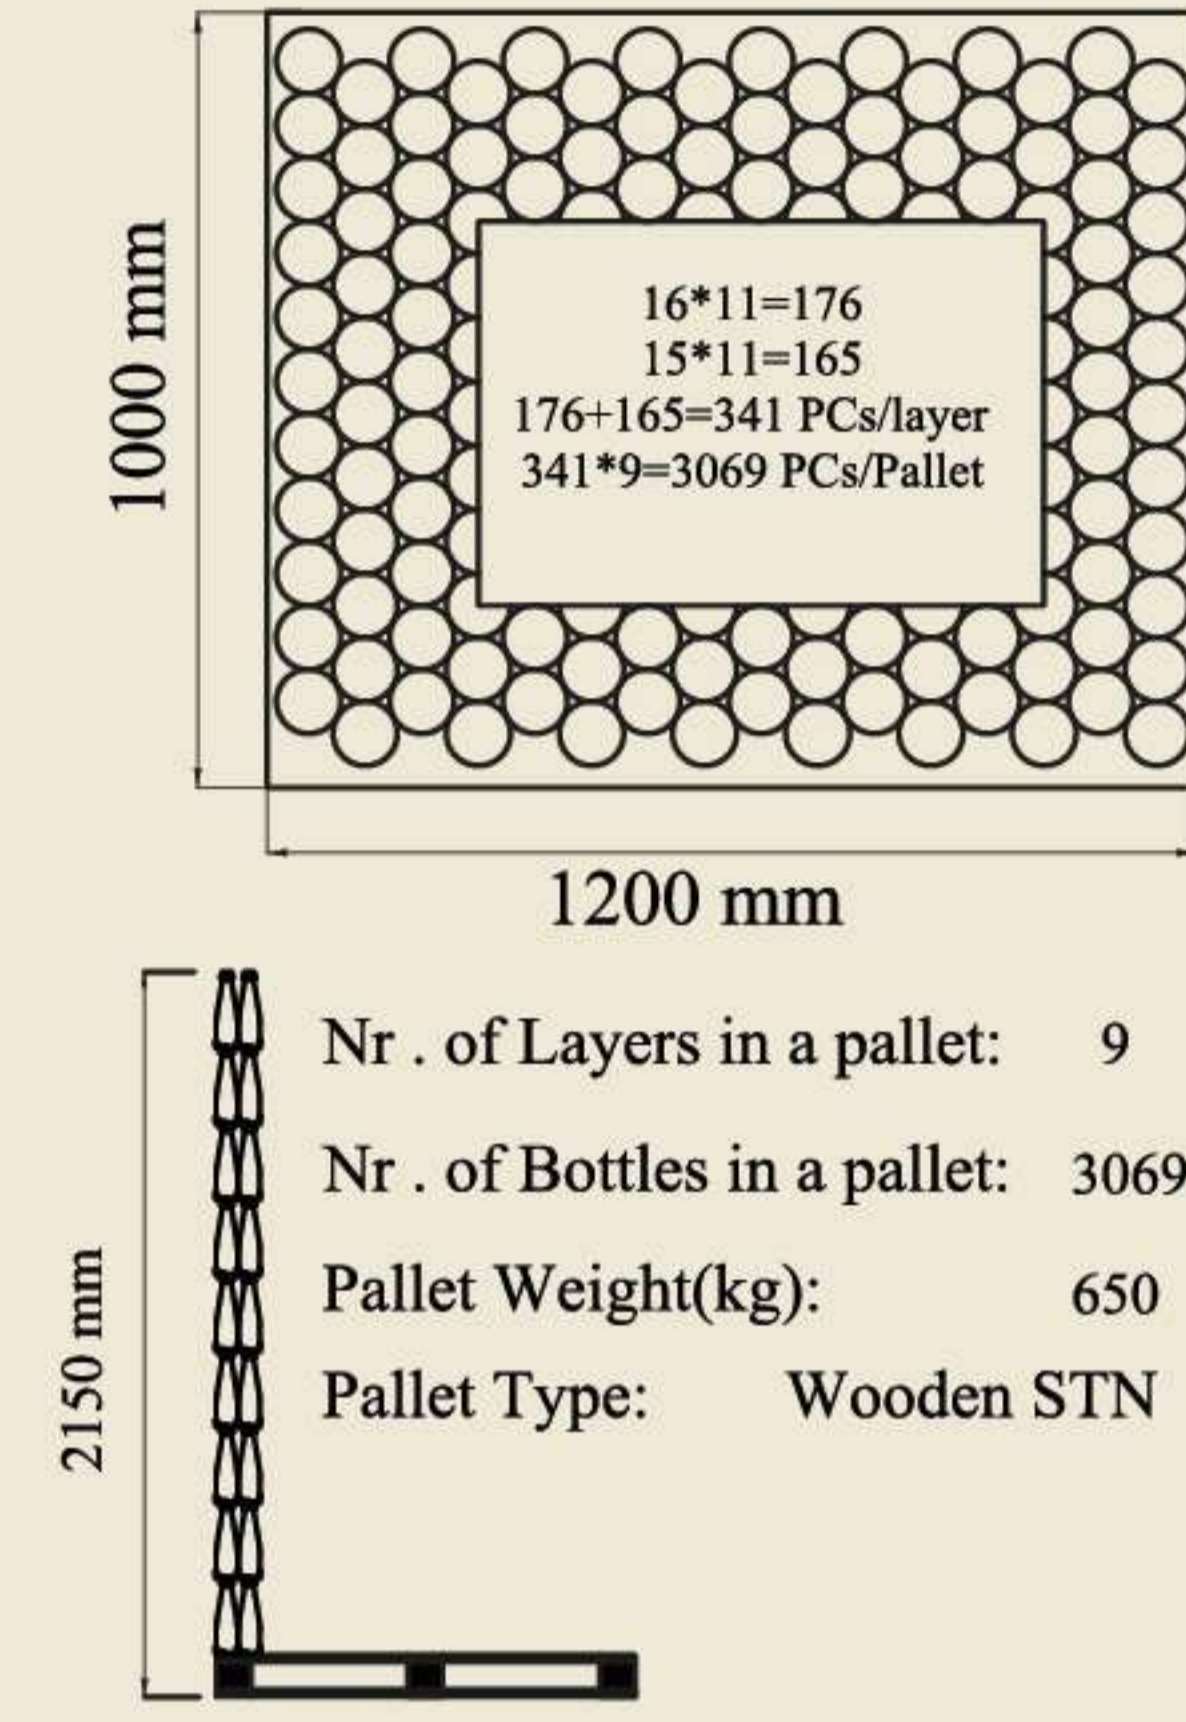 1000 mm
16*11=176
15*11=165
176+165=341 PCs/layer
341*9=3069 PCs/Pallet
1200 mm
2150 mm
Nr . of Layers in a pallet: 9
Nr . of Bottles in a pallet: 3069
Pallet Weight(kg): 650
Pallet Type: Wooden STN